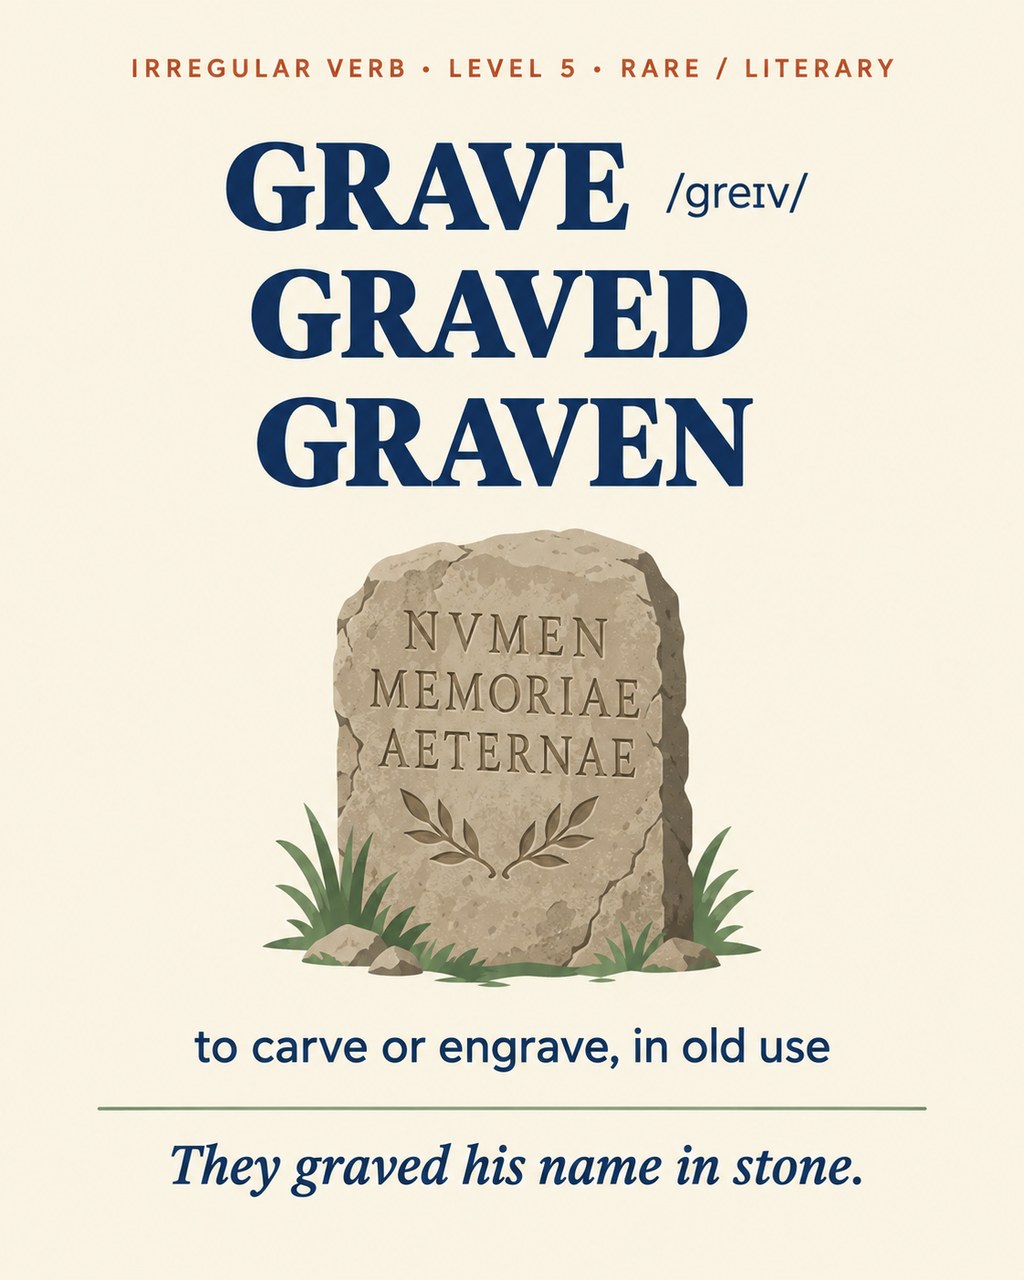 IRREGULAR VERB • LEVEL 5 • RARE / LITERARY
GRAVE /ɡreɪv/
GRAVED
GRAVEN
NVMEN
MEMORIAE
AETERNAE
to carve or engrave, in old use
They graved his name in stone.